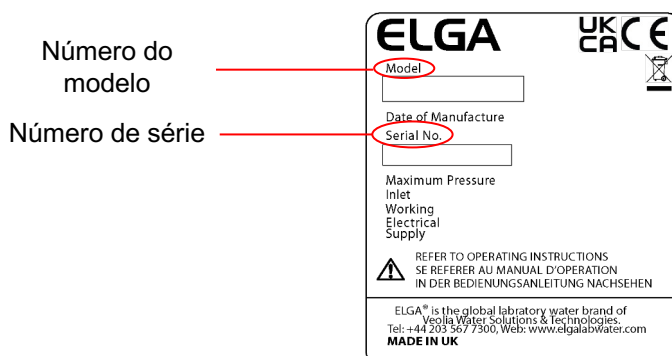 Número do
modelo
Número de série
ELGA
UK
CA CE
Model
Date of Manufacture
Serial No.
Maximum Pressure
Inlet
Working
Electrical
Supply
REFER TO OPERATING INSTRUCTIONS
SE REFERER AU MANUAL D'OPERATION
IN DER BEDIENUNGSANLEITUNG NACHSEHEN
ELGA® is the global labratory water brand of
Veolia Water Solutions & Technologies.
Tel: +44 203 567 7300, Web: www.elgalabwater.com
MADE IN UK